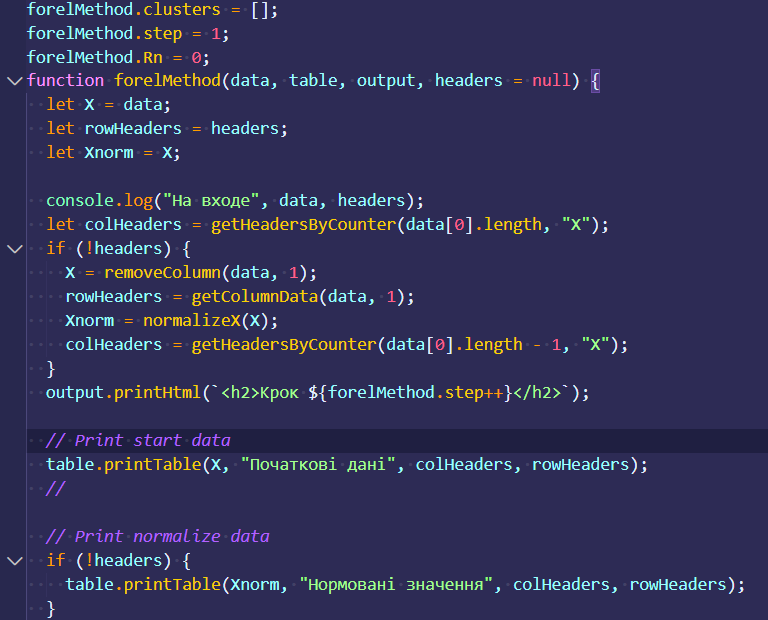 forelMethod.clusters = [];
forelMethod.step = 1;
forelMethod.Rn = 0;
function forelMethod(data, table, output, headers = null) {
let X = data;
let rowHeaders = headers;
let Xnorm = X;
console.log("На входе", data, headers);
let colHeaders = getHeadersByCounter(data[0].length, "X");
if (!headers) {
X = removeColumn(data, 1);
rowHeaders = getColumnData(data, 1);
Xnorm = normalizeX(X);
colHeaders = getHeadersByCounter(data[0].length - 1, "X");
}
output.printHtml(`<h2>Крок ${forelMethod.step++}</h2>`);
// Print start data
table.printTable(X, "Початкові дані", colHeaders, rowHeaders);
//
// Print normalize data
if (!headers) {
table.printTable(Xnorm, "Нормовані значення", colHeaders, rowHeaders);
}